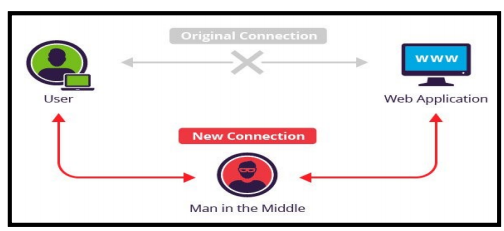 Original Connection
www
User
Web Application
New Connection
Man in the Middle